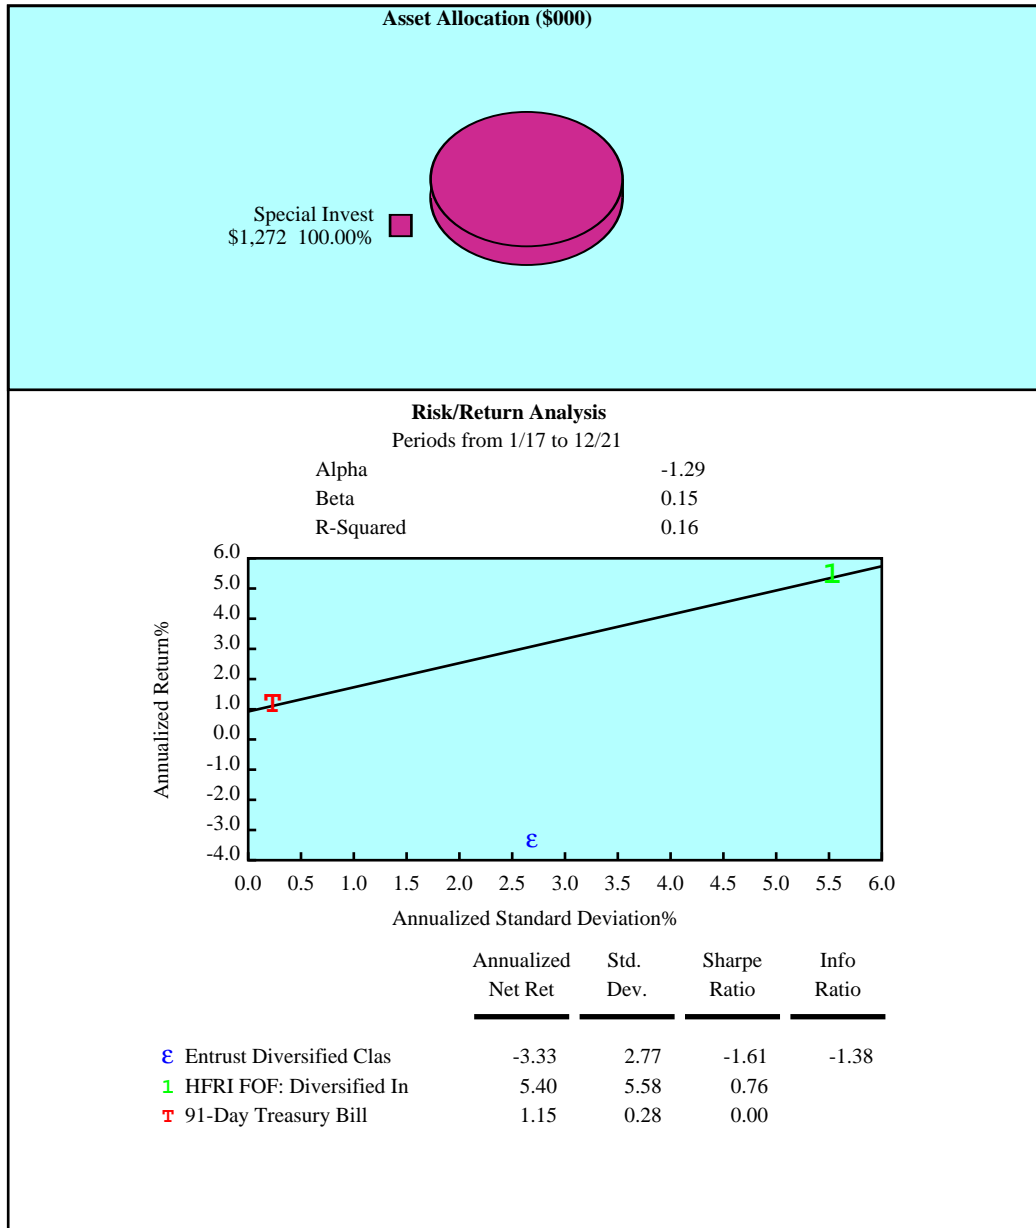 Asset Allocation ($000)
Special Invest
$1,272 100.00%
Risk/Return Analysis
Periods from 1/17 to 12/21
Alpha -1.29
Beta 0.15
R-Squared 0.16
Annualized Return%
6.0
5.0
4.0
3.0
2.0
1.0
0.0
-1.0
-2.0
-3.0
-4.0
1
T
ε
0.0 0.5 1.0 1.5 2.0 2.5 3.0 3.5 4.0 4.5 5.0 5.5 6.0
Annualized Standard Deviation%
Annualized Std. Sharpe Info
Net Ret Dev. Ratio Ratio
ε Entrust Diversified Clas -3.33 2.77 -1.61 -1.38
1 HFRI FOF: Diversified In 5.40 5.58 0.76
T 91-Day Treasury Bill 1.15 0.28 0.00